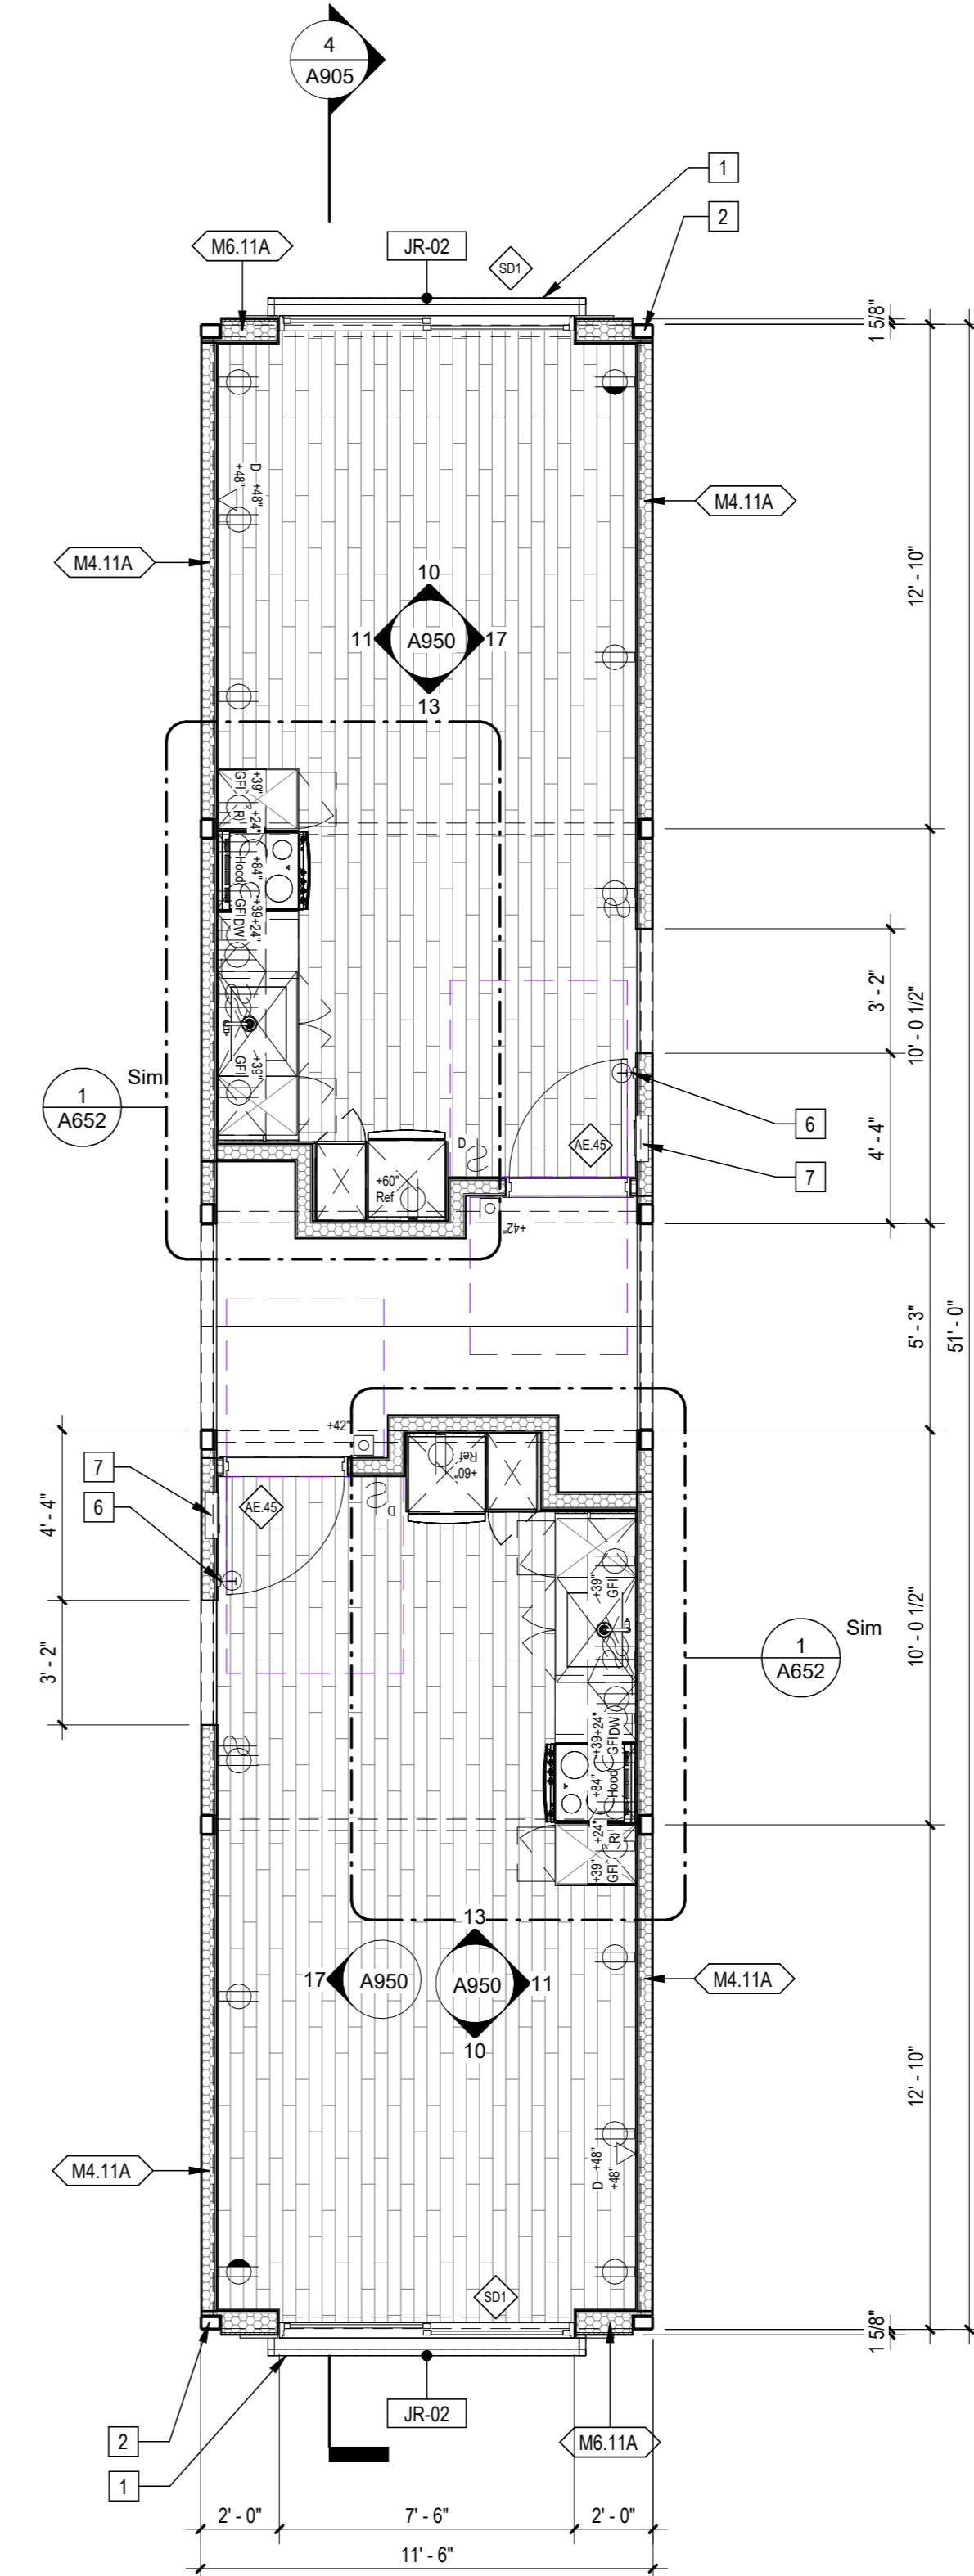 4
A905
1
2
M6.11A
JR-02
SD1
1 5/8"
D +48"
+48"
M4.11A
M4.11A
12' - 10"
10
11
A950
17
13
+39"
GFI
+24"
R
+84"
Hood
+39+24"
GFIDW
3' - 2"
10' - 0 1/2"
+39"
GFI
Sim
1
A652
6
4' - 4"
AE.45
D
7
+60"
Ref
+42"
5' - 3"
51' - 0"
+42"
7
6
4' - 4"
AE.45
D
Ref
+60"
+39"
GFI
3' - 2"
10' - 0 1/2"
Sim
1
A652
+39+24"
GFIDW
+84"
Hood
+24"
R
+39"
GFI
13
17
A950
A950
11
10
M4.11A
12' - 10"
D +48"
+48"
M4.11A
SD1
1 5/8"
JR-02
2
M6.11A
1
2' - 0"
7' - 6"
2' - 0"
11' - 6"